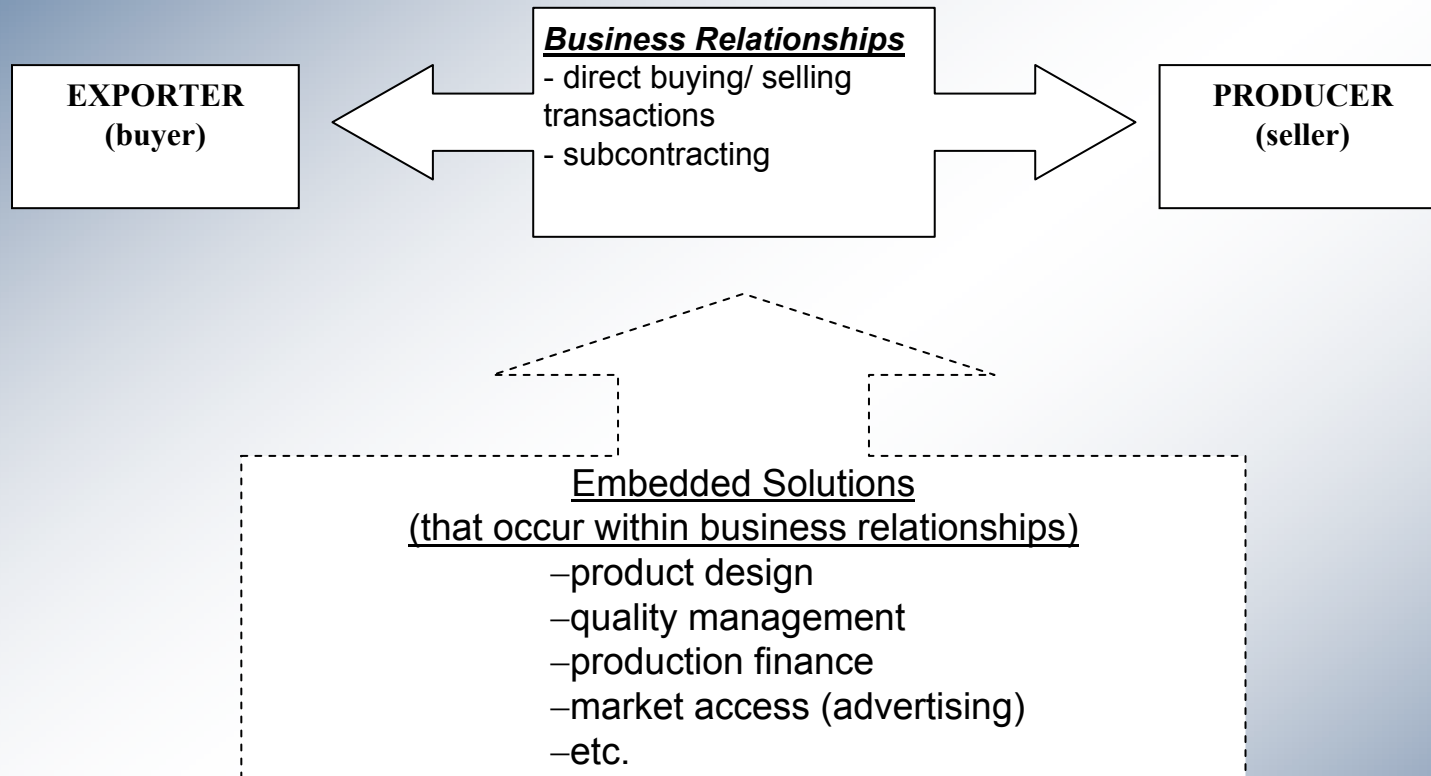 EXPORTER
(buyer)
Business Relationships
- direct buying/ selling
transactions
- subcontracting
PRODUCER
(seller)
Embedded Solutions
(that occur within business relationships)
–product design
–quality management
–production finance
–market access (advertising)
–etc.